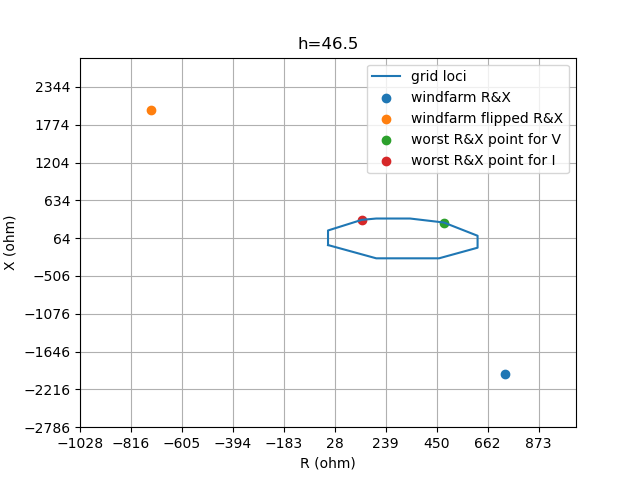 h=46.5
grid loci
windfarm R&X
windfarm flipped R&X
worst R&X point for V
worst R&X point for I
2344
1774
1204
634
64
−506
−1076
−1646
−2216
−2786
X (ohm)
−1028 −816 −605 −394 −183 28 239 450 662 873
R (ohm)